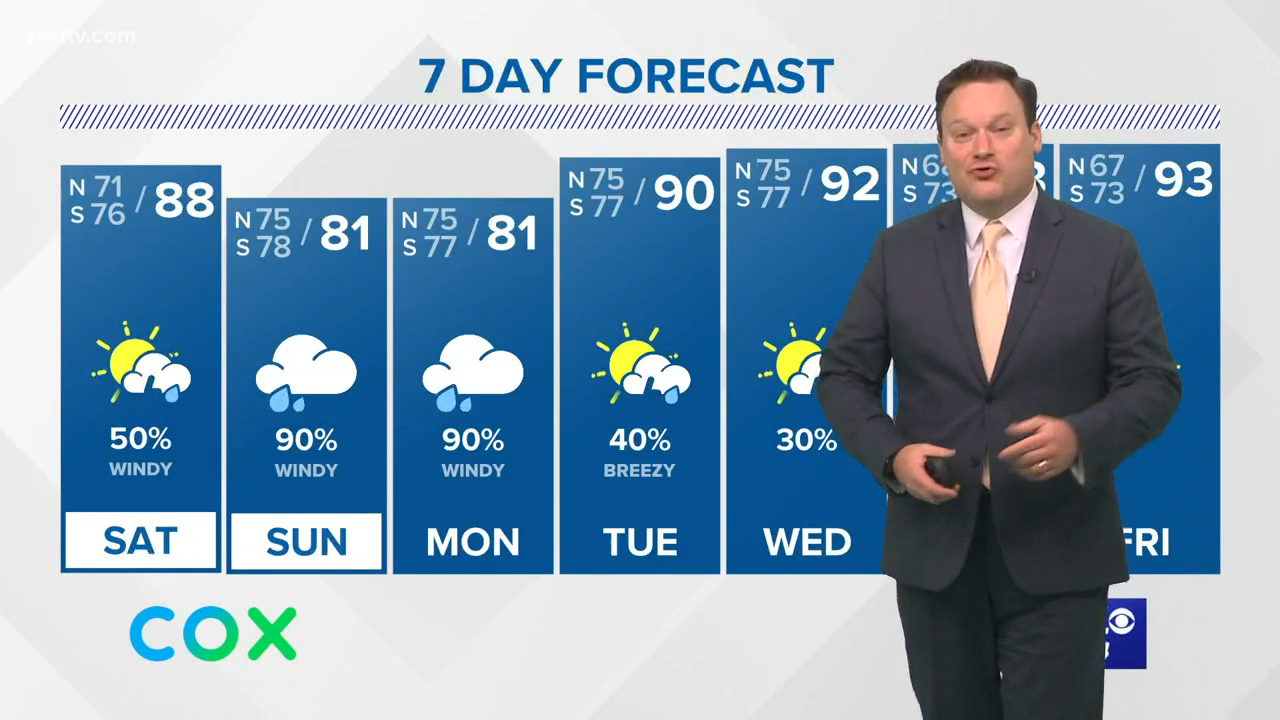 wwltv.com
7 DAY FORECAST
N 71
S 76 / 88
50%
WINDY
SAT
N 75
S 78 / 81
90%
WINDY
SUN
N 75
S 77 / 81
90%
WINDY
MON
N 75
S 77 / 90
40%
BREEZY
TUE
N 75
S 77 / 92
30%
WED
N
S 73
N 67
S 73 / 93
FRI
COX